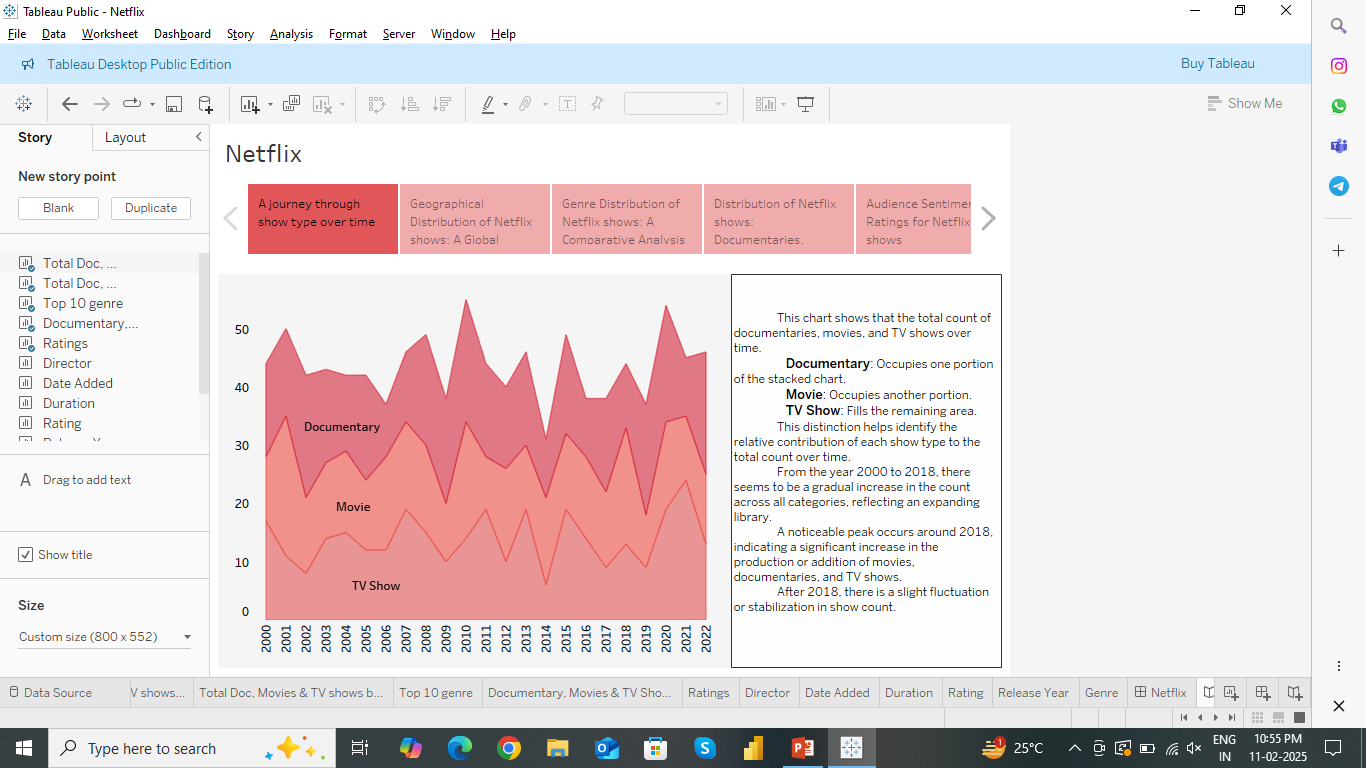 Tableau Public - Netflix
File Data Worksheet Dashboard Story Analysis Format Server Window Help
Tableau Desktop Public Edition
Buy Tableau
Show Me
Story
Layout
New story point
Blank
Duplicate
Total Doc, ...
Total Doc, ...
Top 10 genre
Documentary,...
Ratings
Director
Date Added
Duration
Rating
Drag to add text
Show title
Size
Custom size (800 x 552)
Netflix
A journey through
show type over time
Geographical
Distribution of Netflix
shows: A Global
Genre Distribution of
Netflix shows: A
Comparative Analysis
Distribution of Netflix
shows:
Documentaries,
Audience Sentimen
Ratings for Netflix
shows
50
40
30
20
10
0
Documentary
Movie
TV Show
2000 2001 2002 2003 2004 2005 2006 2007 2008 2009 2010 2011 2012 2013 2014 2015 2016 2017 2018 2019 2020 2021 2022
This chart shows that the total count of
documentaries, movies, and TV shows over
time.
Documentary: Occupies one portion
of the stacked chart.
Movie: Occupies another portion.
TV Show: Fills the remaining area.
This distinction helps identify the
relative contribution of each show type to the
total count over time.
From the year 2000 to 2018, there
seems to be a gradual increase in the count
across all categories, reflecting an expanding
library.
A noticeable peak occurs around 2018,
indicating a significant increase in the
production or addition of movies,
documentaries, and TV shows.
After 2018, there is a slight fluctuation
or stabilization in show count.
Data Source
V shows...
Total Doc, Movies & TV shows b...
Top 10 genre
Documentary, Movies & TV Sho...
Ratings
Director
Date Added
Duration
Rating
Release Year
Genre
Netflix
Type here to search
1
25°C
ENG
IN
10:55 PM
11-02-2025